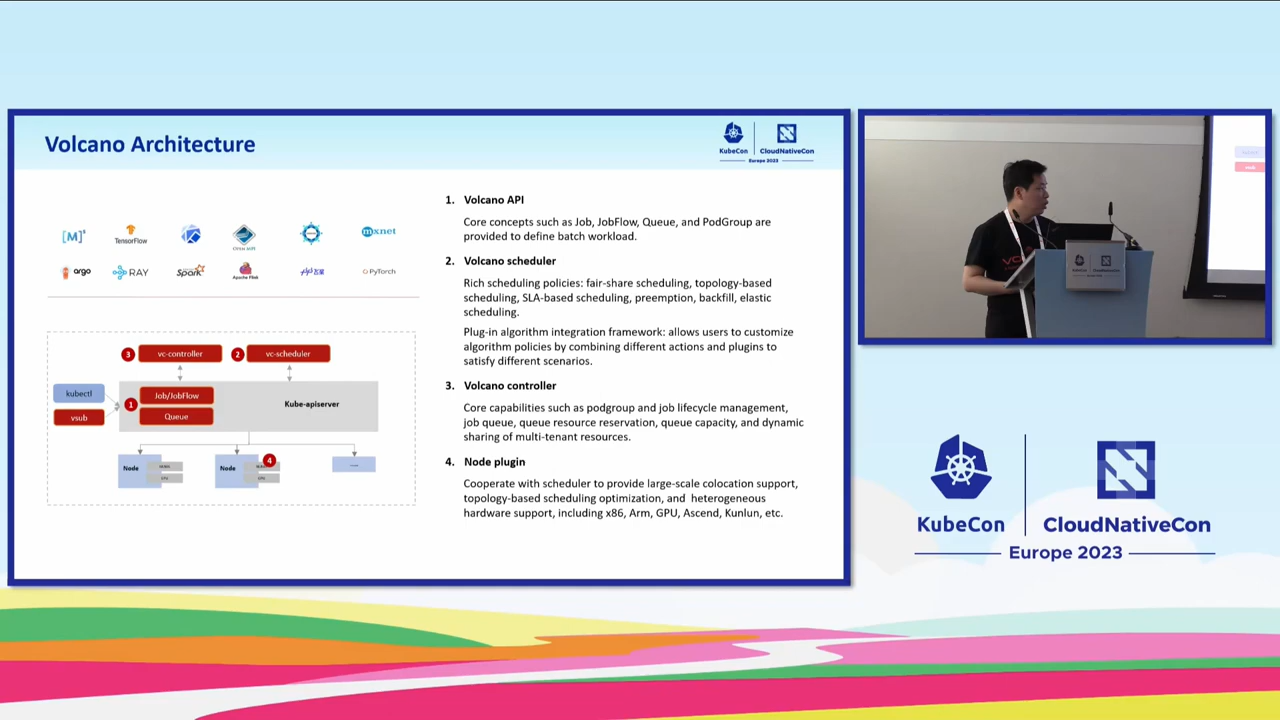 Volcano Architecture
KubeCon
CloudNativeCon
Europe 2023
[M]s
TensorFlow
mxnet
argo
RAY
Spark
Apache Flink
PyTorch
3
vc-controller
2
vc-scheduler
kubectl
vsub
1
Job/JobFlow
Queue
Kube-apiserver
Node
CPU
Node
4
CPU
......
1. Volcano API
Core concepts such as Job, JobFlow, Queue, and PodGroup are
provided to define batch workload.
2. Volcano scheduler
Rich scheduling policies: fair-share scheduling, topology-based
scheduling, SLA-based scheduling, preemption, backfill, elastic
scheduling.
Plug-in algorithm integration framework: allows users to customize
algorithm policies by combining different actions and plugins to
satisfy different scenarios.
3. Volcano controller
Core capabilities such as podgroup and job lifecycle management,
job queue, queue resource reservation, queue capacity, and dynamic
sharing of multi-tenant resources.
4. Node plugin
Cooperate with scheduler to provide large-scale colocation support,
topology-based scheduling optimization, and heterogeneous
hardware support, including x86, Arm, GPU, Ascend, Kunlun, etc.
KubeCon
CloudNativeCon
Europe 2023